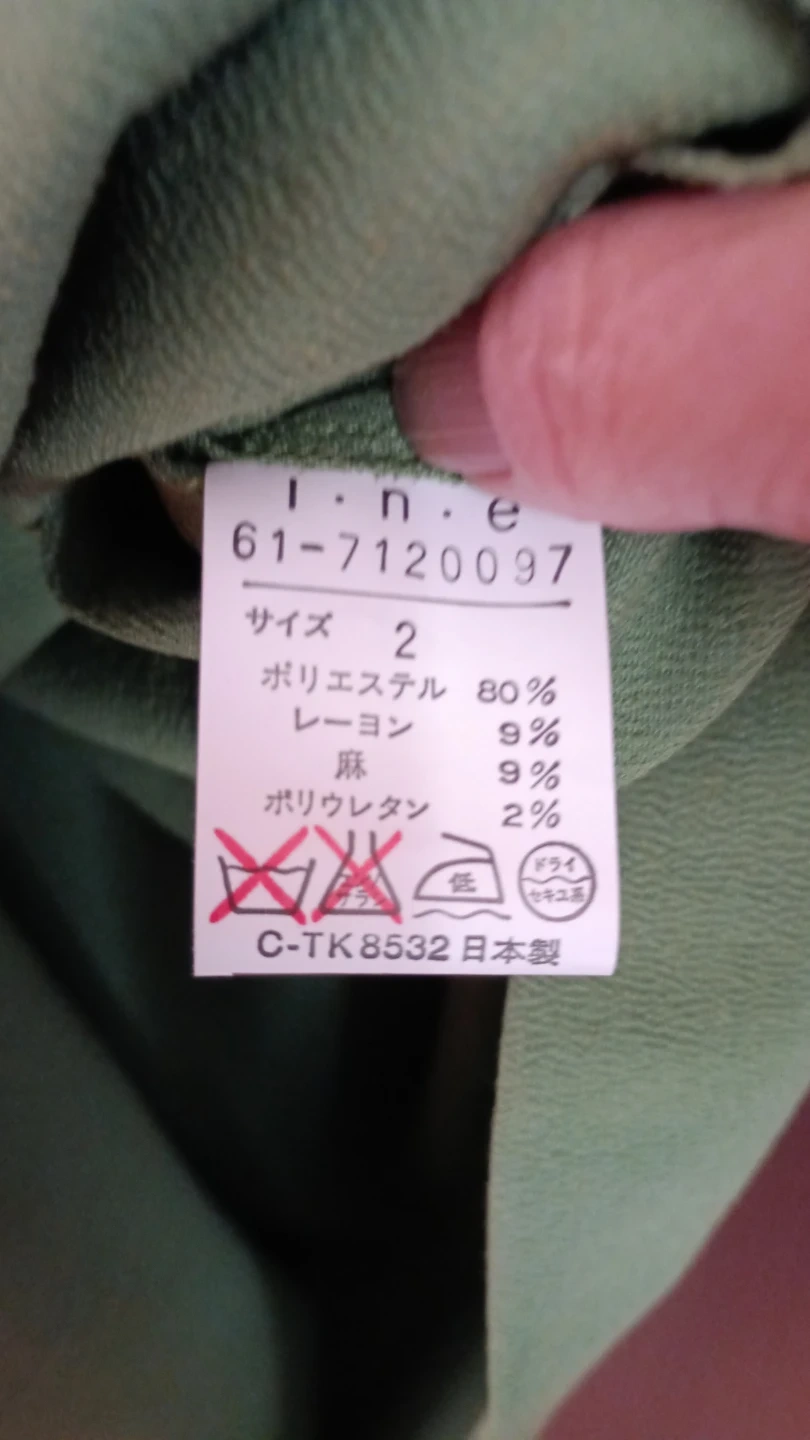 i・n・e
61-7120097
サイズ 2
ポリエステル 80%
レーヨン 9%
麻 9%
ポリウレタン 2%
低 ドライ セキユ系
C-TK8532 日本製